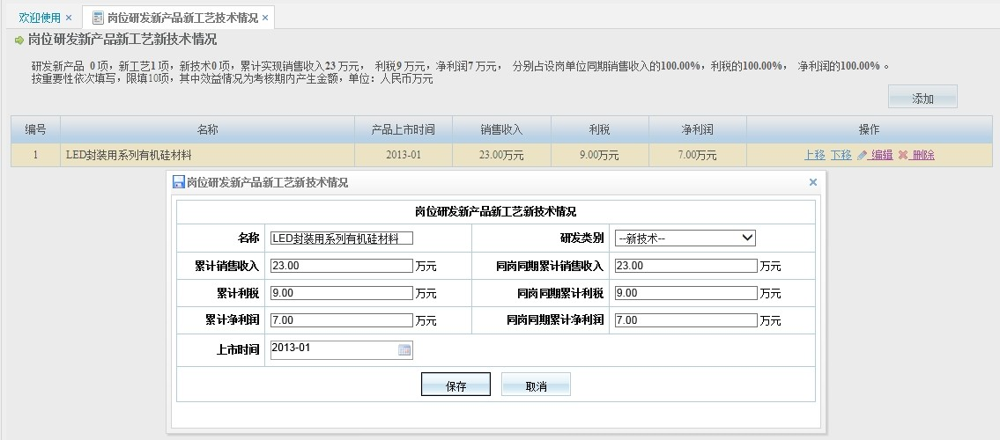 欢迎使用 × 岗位研发新产品新工艺技术情况 ×
岗位研发新产品新工艺新技术情况
研发新产品 0 项，新工艺1 项，新技术0 项，累计实现销售收入23 万元， 利税9 万元，净利润7 万元， 分别占设岗单位同期销售收入的100.00%，利税的100.00%， 净利润的100.00% 。
按重要性依次填写，限填10项，其中效益情况为考核期内产生金额，单位：人民币万元
添加
编号 名称 产品上市时间 销售收入 利税 净利润 操作
1 LED封装用系列有机硅材料 2013-01 23.00万元 9.00万元 7.00万元 上移 下移 编辑 删除
岗位研发新产品新工艺新技术情况 ×
岗位研发新产品新工艺新技术情况
名称 LED封装用系列有机硅材料 研发类别 --新技术--
累计销售收入 23.00 万元 同岗同期累计销售收入 23.00 万元
累计利税 9.00 万元 同岗同期累计利税 9.00 万元
累计净利润 7.00 万元 同岗同期累计净利润 7.00 万元
上市时间 2013-01
保存 取消